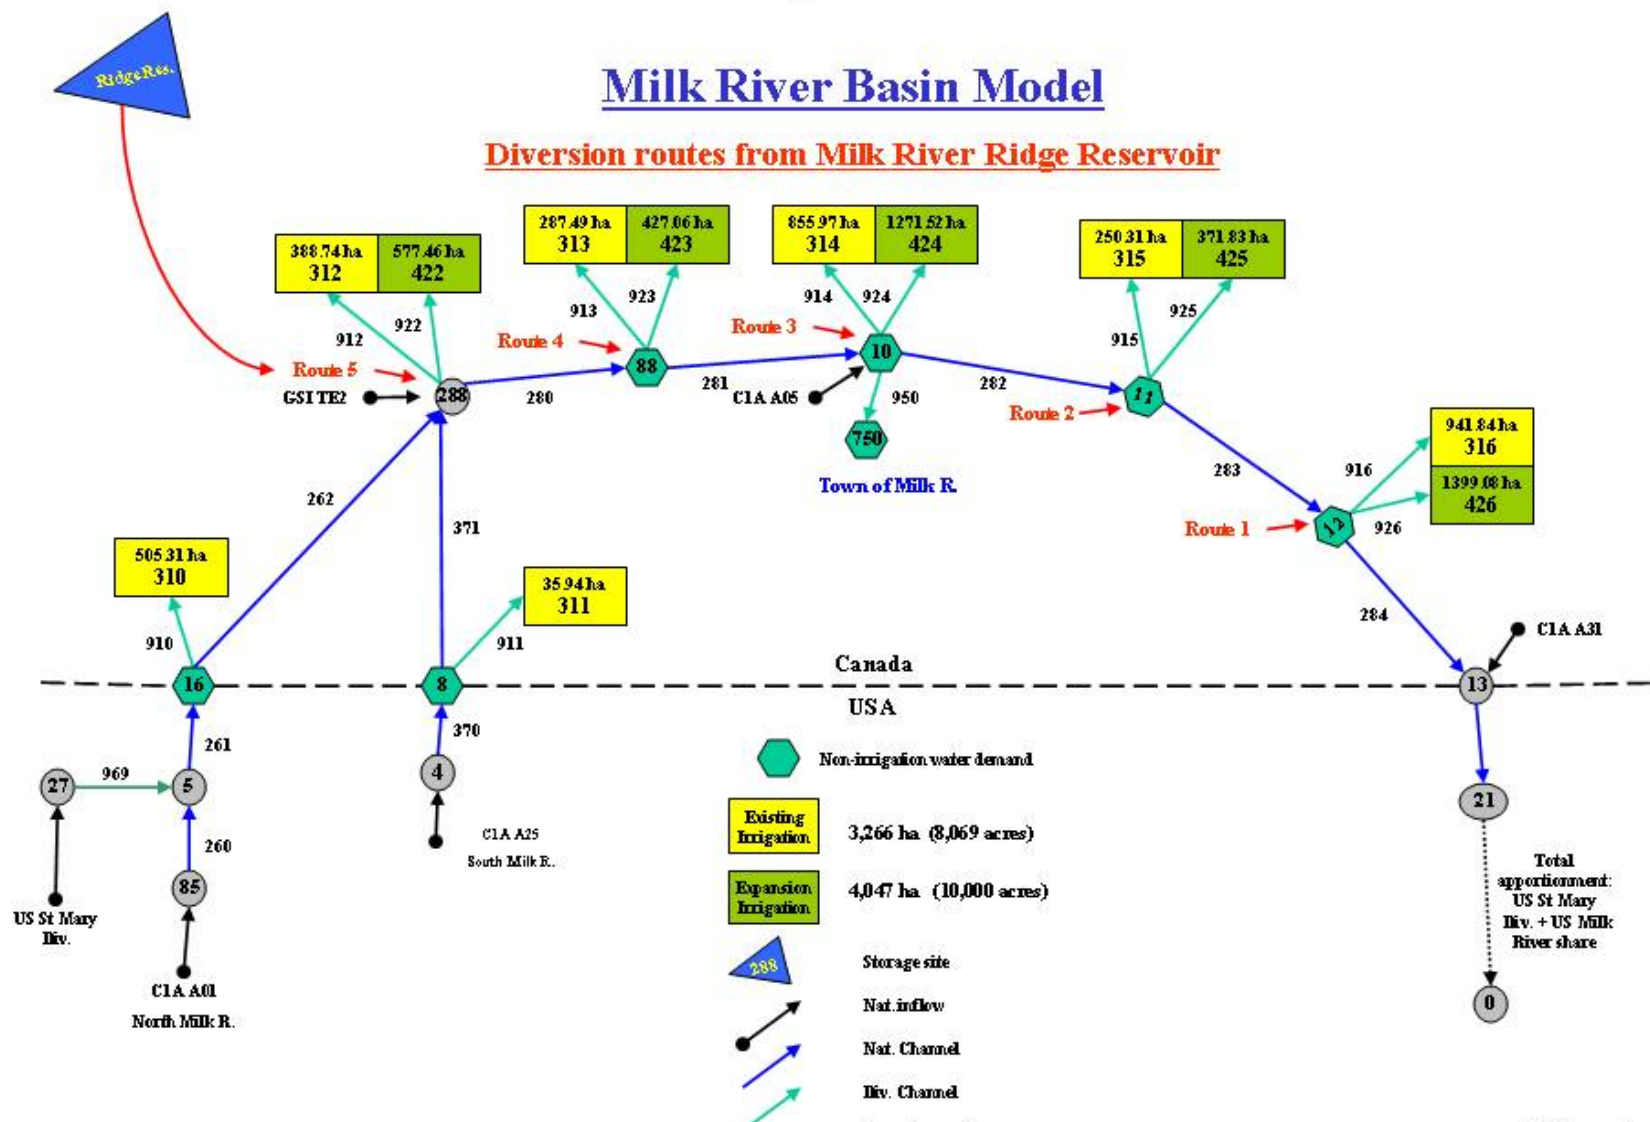 Ridge Res.
Milk River Basin Model
Diversion routes from Milk River Ridge Reservoir
388.74 ha
312
577.46 ha
422
287.49 ha
313
427.06 ha
423
855.97 ha
314
1271.52 ha
424
250.31 ha
315
371.83 ha
425
912
922
913
923
914
924
915
925
Route 5
Route 4
Route 3
Route 2
GSI TE2
288
280
88
281
10
C1A A05
282
11
950
750
Town of Milk R.
283
941.84 ha
316
1399.08 ha
426
916
926
Route 1
12
262
371
284
505.31 ha
310
35.94 ha
311
910
911
C1A A31
16
8
Canada
USA
13
261
370
27
969
5
4
21
260
C1A A25
South Milk R.
85
US St Mary
Div.
C1A A01
North Milk R.
Non-irrigation water demand
Existing
Irrigation
3,266 ha (8,069 acres)
Expansion
Irrigation
4,047 ha (10,000 acres)
288
Storage site
Nat.inflow
Nat. Channel
Div. Channel
Total
apportionment:
US St Mary
Div. + US Milk
River share
0